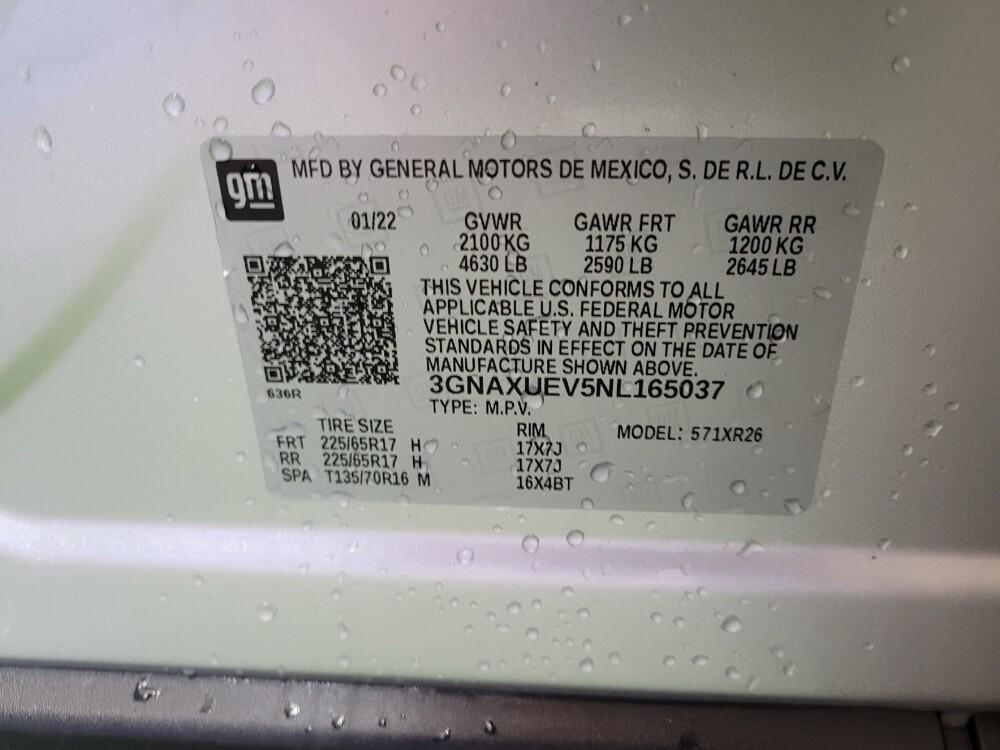 gm
MFD BY GENERAL MOTORS DE MEXICO, S. DE R.L. DE C.V.
01/22 GVWR GAWR FRT GAWR RR
2100 KG 1175 KG 1200 KG
4630 LB 2590 LB 2645 LB
THIS VEHICLE CONFORMS TO ALL
APPLICABLE U.S. FEDERAL MOTOR
VEHICLE SAFETY AND THEFT PREVENTION
STANDARDS IN EFFECT ON THE DATE OF
MANUFACTURE SHOWN ABOVE.
636R
3GNAXUEV5NL165037
TYPE: M.P.V.
TIRE SIZE RIM MODEL: 571XR26
FRT 225/65R17 H 17X7J
RR 225/65R17 H 17X7J
SPA T135/70R16 M 16X4BT